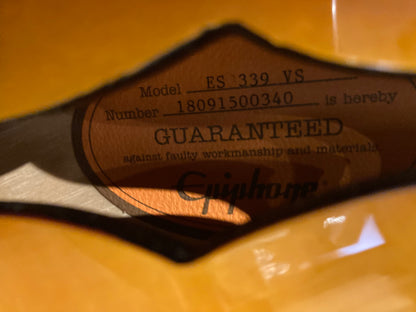 Model ES 339 VS
Number 18091500340 is hereby
GUARANTEED
against faulty workmanship and materials
Epiphone